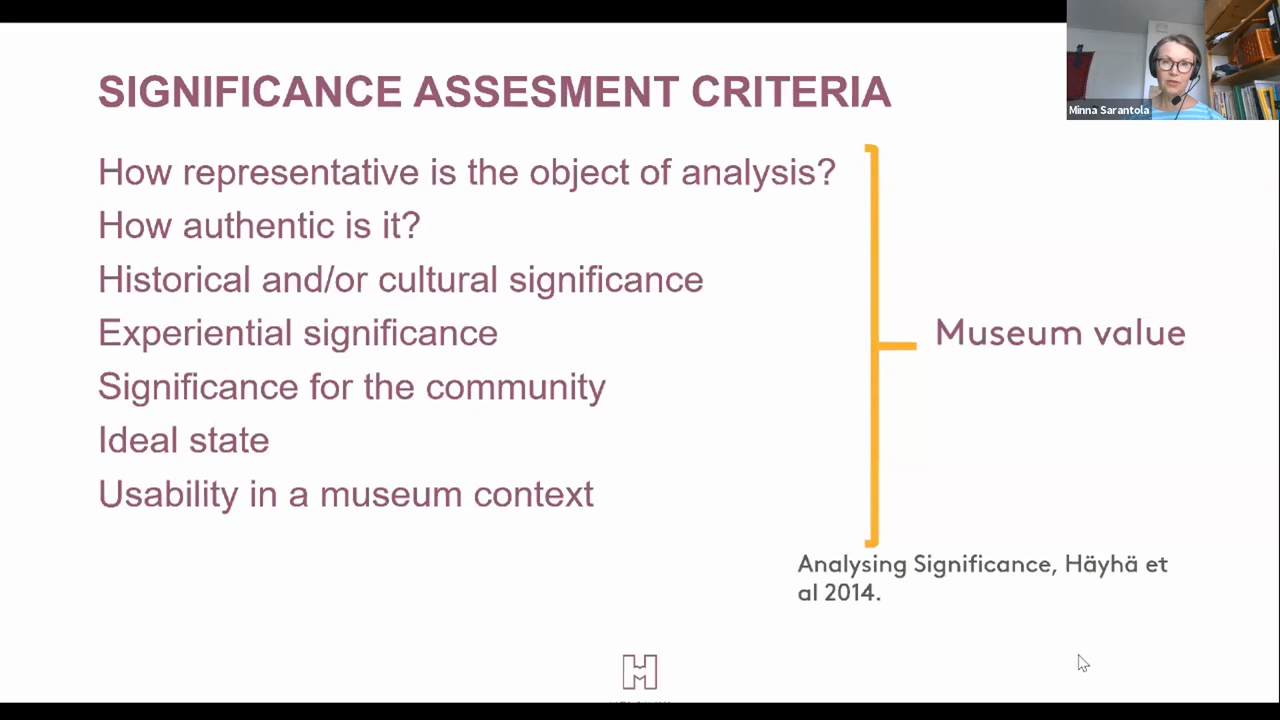 SIGNIFICANCE ASSESMENT CRITERIA
Minna Sarantola
How representative is the object of analysis?
How authentic is it?
Historical and/or cultural significance
Experiential significance
Significance for the community
Ideal state
Usability in a museum context
Museum value
Analysing Significance, Häyhä et
al 2014.
H